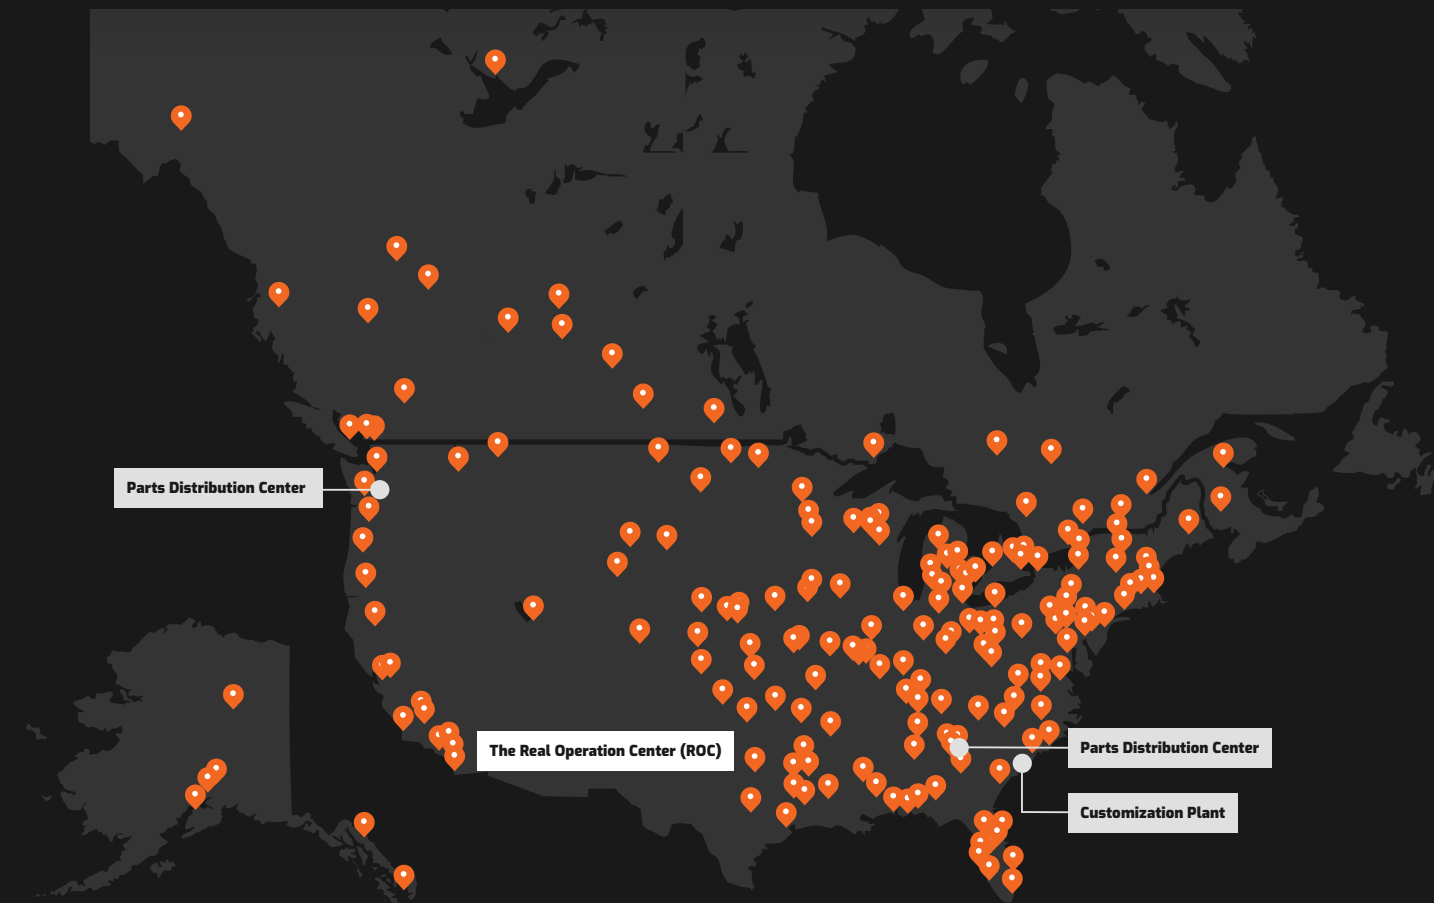 Parts Distribution Center
The Real Operation Center (ROC)
Parts Distribution Center
Customization Plant